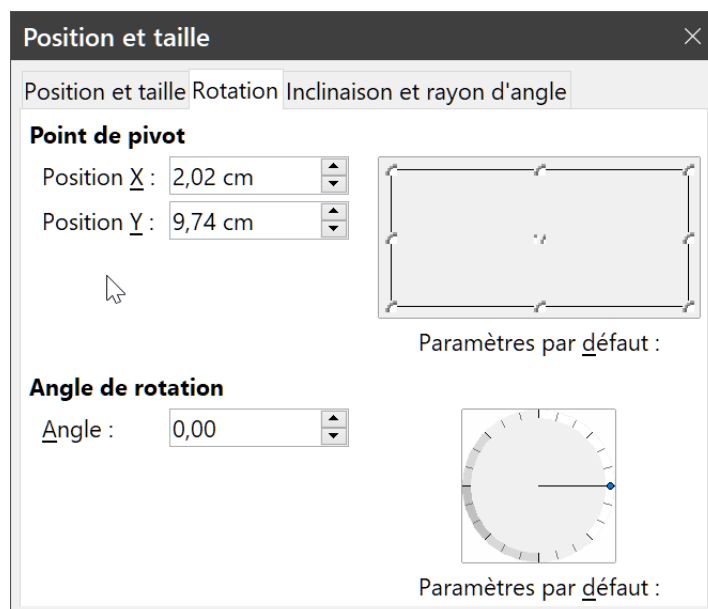 Position et taille
Position et taille Rotation Inclinaison et rayon d'angle
Point de pivot
Position X : 2,02 cm
Position Y : 9,74 cm
Paramètres par défaut :
Angle de rotation
Angle : 0,00
Paramètres par défaut :